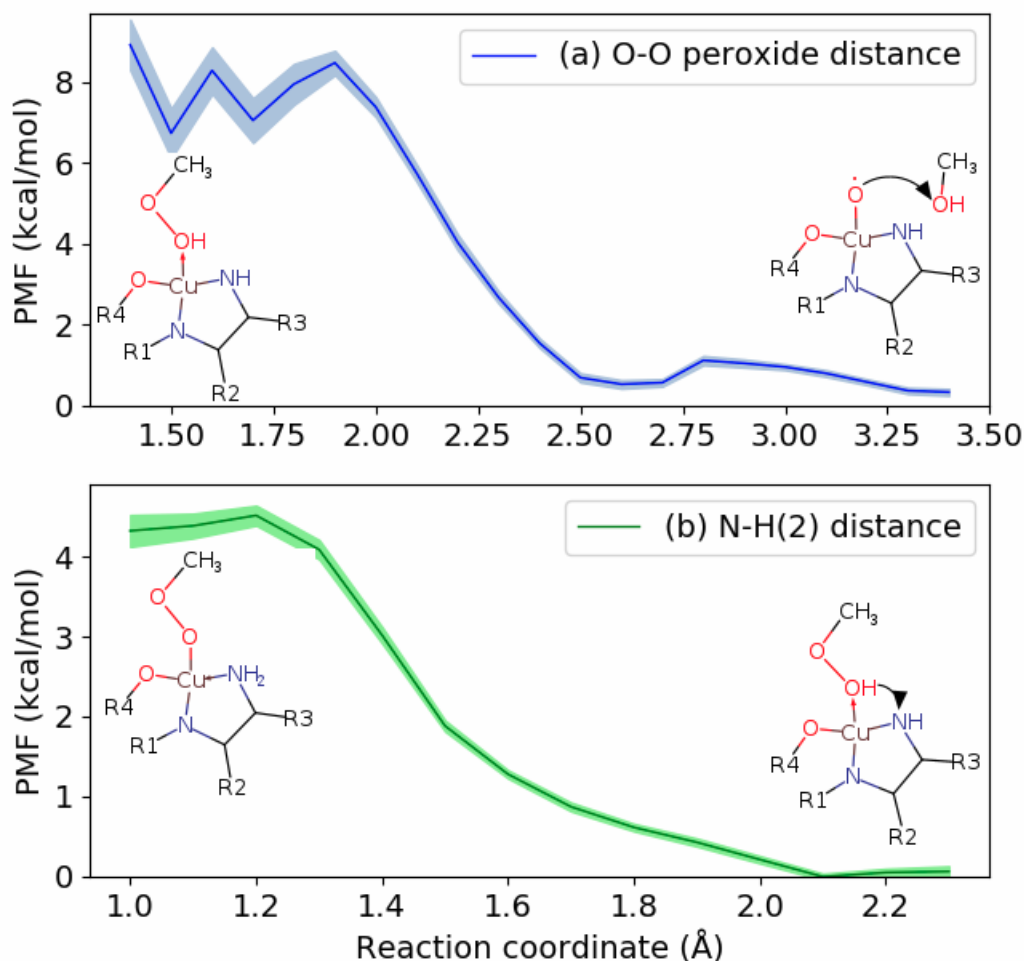 (a) O-O peroxide distance
PMF (kcal/mol)
8
6
4
2
0
CH3
O
OH
O
Cu
NH
R4
N
R3
R1
R2
CH3
O
OH
O
Cu
NH
R4
N
R3
R1
R2
1.50 1.75 2.00 2.25 2.50 2.75 3.00 3.25 3.50
(b) N-H(2) distance
PMF (kcal/mol)
4
3
2
1
0
CH3
O
O
O
Cu
NH2
R4
N
R3
R1
R2
CH3
O
OH
O
Cu
NH
R4
N
R3
R1
R2
1.0 1.2 1.4 1.6 1.8 2.0 2.2
Reaction coordinate (Å)